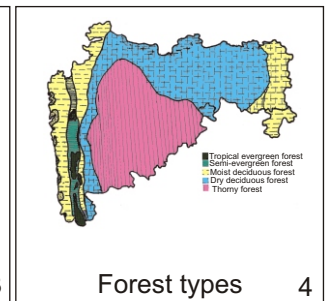 Tropical evergreen forest
Semi-evergreen forest
Moist deciduous forest
Dry deciduous forest
Thorny forest
Forest types 4